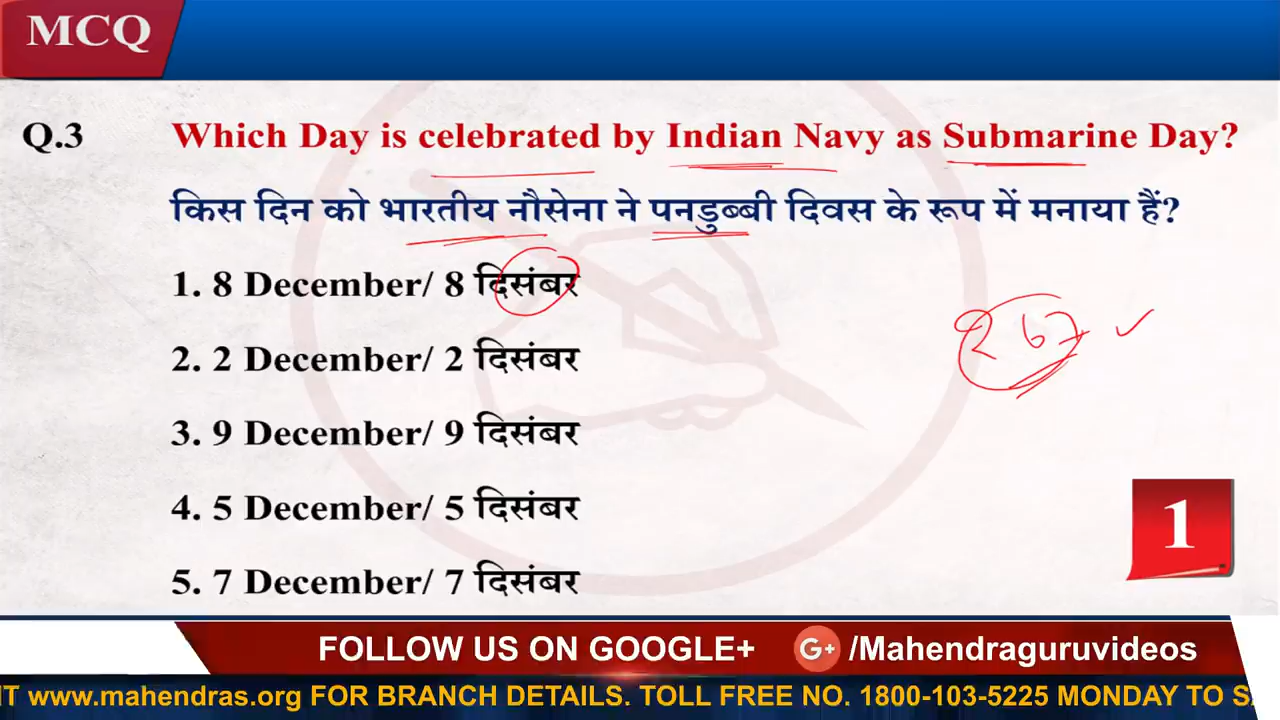 MCQ
Q.3 Which Day is celebrated by Indian Navy as Submarine Day?
किस दिन को भारतीय नौसेना ने पनडुब्बी दिवस के रूप में मनाया हैं?
1. 8 December/ 8 दिसंबर
2. 2 December/ 2 दिसंबर
3. 9 December/ 9 दिसंबर
4. 5 December/ 5 दिसंबर
5. 7 December/ 7 दिसंबर
1
FOLLOW US ON GOOGLE+ G+ /Mahendraguruvideos
www.mahendras.org FOR BRANCH DETAILS. TOLL FREE NO. 1800-103-5225 MONDAY TO